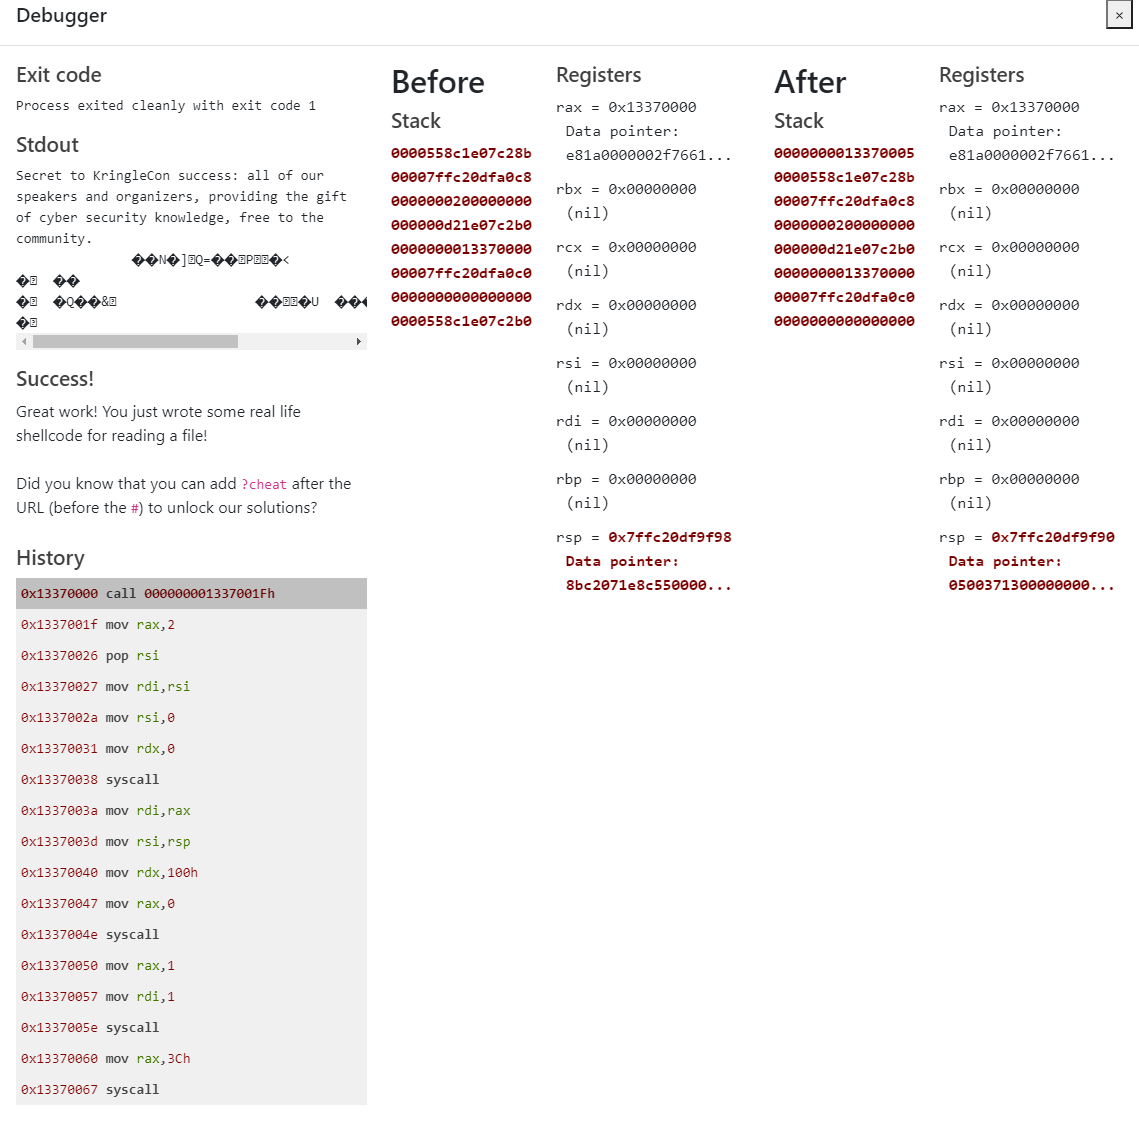 Debugger
×
Exit code
Process exited cleanly with exit code 1
Stdout
Secret to KringleCon success: all of our
speakers and organizers, providing the gift
of cyber security knowledge, free to the
community.
��N�]Q=��P�<
� ��
� �Q��& ���U ���
�
Success!
Great work! You just wrote some real life
shellcode for reading a file!
Did you know that you can add ?cheat after the
URL (before the #) to unlock our solutions?
History
0x13370000 call 000000001337001Fh
0x1337001f mov rax,2
0x13370026 pop rsi
0x13370027 mov rdi,rsi
0x1337002a mov rsi,0
0x13370031 mov rdx,0
0x13370038 syscall
0x1337003a mov rdi,rax
0x1337003d mov rsi,rsp
0x13370040 mov rdx,100h
0x13370047 mov rax,0
0x1337004e syscall
0x13370050 mov rax,1
0x13370057 mov rdi,1
0x1337005e syscall
0x13370060 mov rax,3Ch
0x13370067 syscall
Before
Stack
0000558c1e07c28b
00007ffc20dfa0c8
0000000200000000
000000d21e07c2b0
0000000013370000
00007ffc20dfa0c0
0000000000000000
0000558c1e07c2b0
Registers
rax = 0x13370000
Data pointer:
e81a0000002f7661...
rbx = 0x00000000
(nil)
rcx = 0x00000000
(nil)
rdx = 0x00000000
(nil)
rsi = 0x00000000
(nil)
rdi = 0x00000000
(nil)
rbp = 0x00000000
(nil)
rsp = 0x7ffc20df9f98
Data pointer:
8bc2071e8c550000...
After
Stack
0000000013370005
0000558c1e07c28b
00007ffc20dfa0c8
0000000200000000
000000d21e07c2b0
0000000013370000
00007ffc20dfa0c0
0000000000000000
Registers
rax = 0x13370000
Data pointer:
e81a0000002f7661...
rbx = 0x00000000
(nil)
rcx = 0x00000000
(nil)
rdx = 0x00000000
(nil)
rsi = 0x00000000
(nil)
rdi = 0x00000000
(nil)
rbp = 0x00000000
(nil)
rsp = 0x7ffc20df9f90
Data pointer:
0500371300000000...